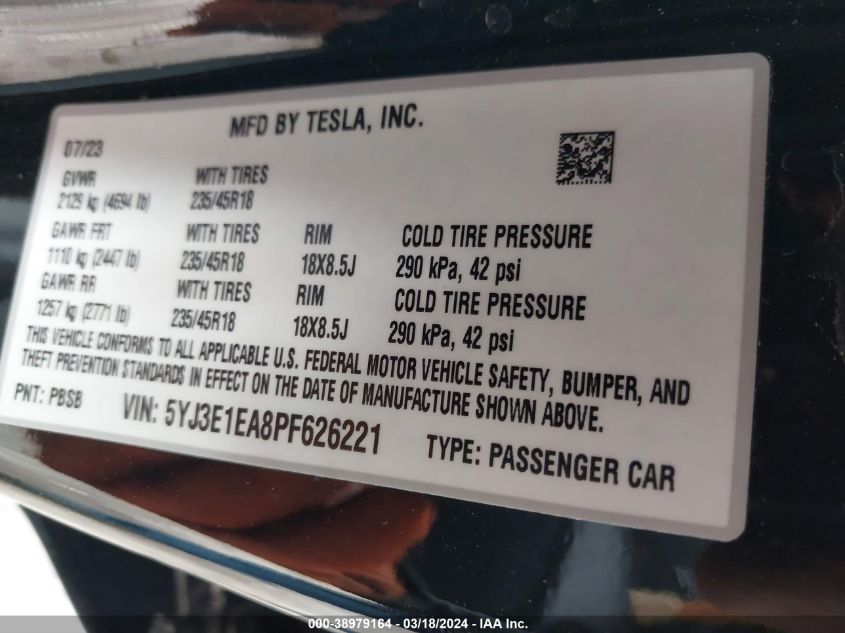 MFD BY TESLA, INC.
07/23
GVWR WITH TIRES
2129 kg (4694 lb) 235/45R18
GAWR FRT WITH TIRES RIM COLD TIRE PRESSURE
1110 kg (2447 lb) 235/45R18 18X8.5J 290 kPa, 42 psi
GAWR RR WITH TIRES RIM COLD TIRE PRESSURE
1257 kg (2771 lb) 235/45R18 18X8.5J 290 kPa, 42 psi
THIS VEHICLE CONFORMS TO ALL APPLICABLE U.S. FEDERAL MOTOR VEHICLE SAFETY, BUMPER, AND
THEFT PREVENTION STANDARDS IN EFFECT ON THE DATE OF MANUFACTURE SHOWN ABOVE.
PNT: PBSB VIN: 5YJ3E1EA8PF626221 TYPE: PASSENGER CAR
000-38979164 - 03/18/2024 - IAA Inc.